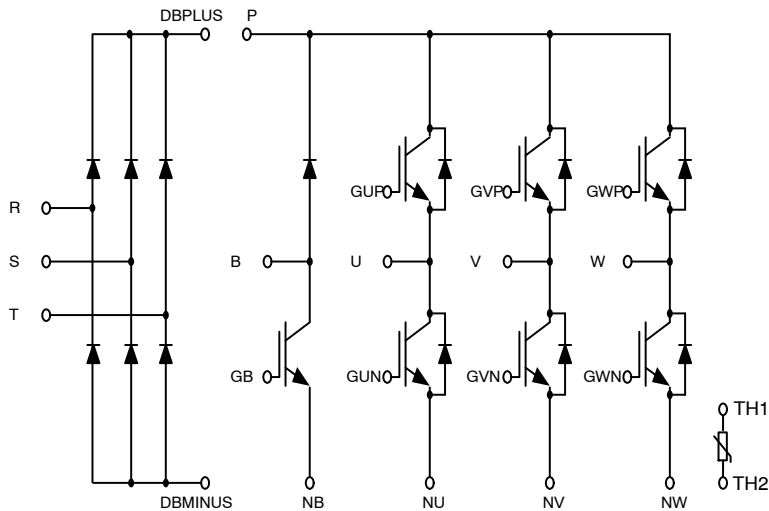 DBPLUS P
GUP GVP GWP
R
S B U V W
T
GB GUN GVN GWN
TH1
TH2
DBMINUS NB NU NV NW